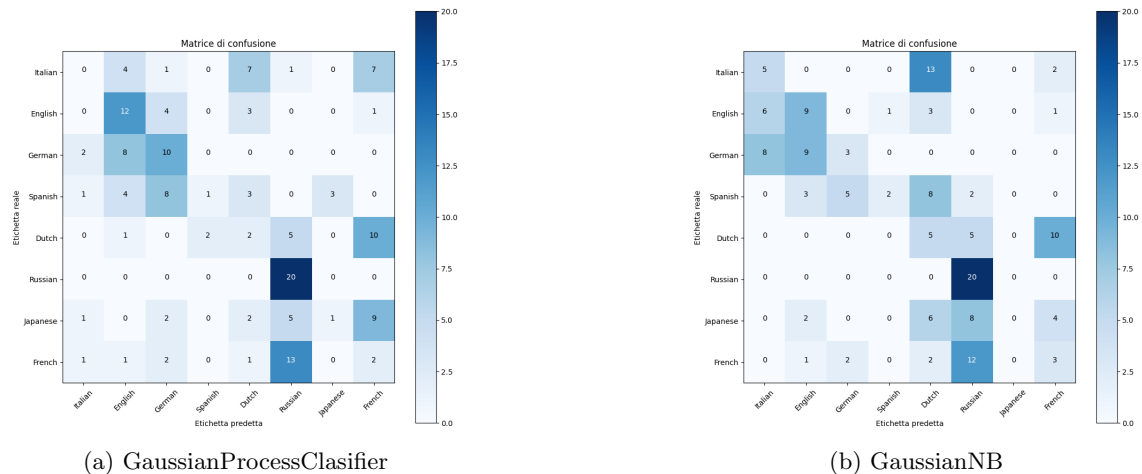 Matrice di confusione
Italian 0 4 1 0 7 1 0 7
English 0 12 4 0 3 0 0 1
German 2 8 10 0 0 0 0 0
Spanish 1 4 8 1 3 0 3 0
Dutch 0 1 0 2 2 5 0 10
Russian 0 0 0 0 0 20 0 0
Japanese 1 0 2 0 2 5 1 9
French 1 1 2 0 1 13 0 2
Etichetta reale
Italian English German Spanish Dutch Russian Japanese French
Etichetta predetta
20.0
17.5
15.0
12.5
10.0
7.5
5.0
2.5
0.0
(a) GaussianProcessClasifier
Matrice di confusione
Italian 5 0 0 0 13 0 0 2
English 6 9 0 1 3 0 0 1
German 8 9 3 0 0 0 0 0
Spanish 0 3 5 2 8 2 0 0
Dutch 0 0 0 0 5 5 0 10
Russian 0 0 0 0 0 20 0 0
Japanese 0 2 0 0 6 8 0 4
French 0 1 2 0 2 12 0 3
Etichetta reale
Italian English German Spanish Dutch Russian Japanese French
Etichetta predetta
20.0
17.5
15.0
12.5
10.0
7.5
5.0
2.5
0.0
(b) GaussianNB